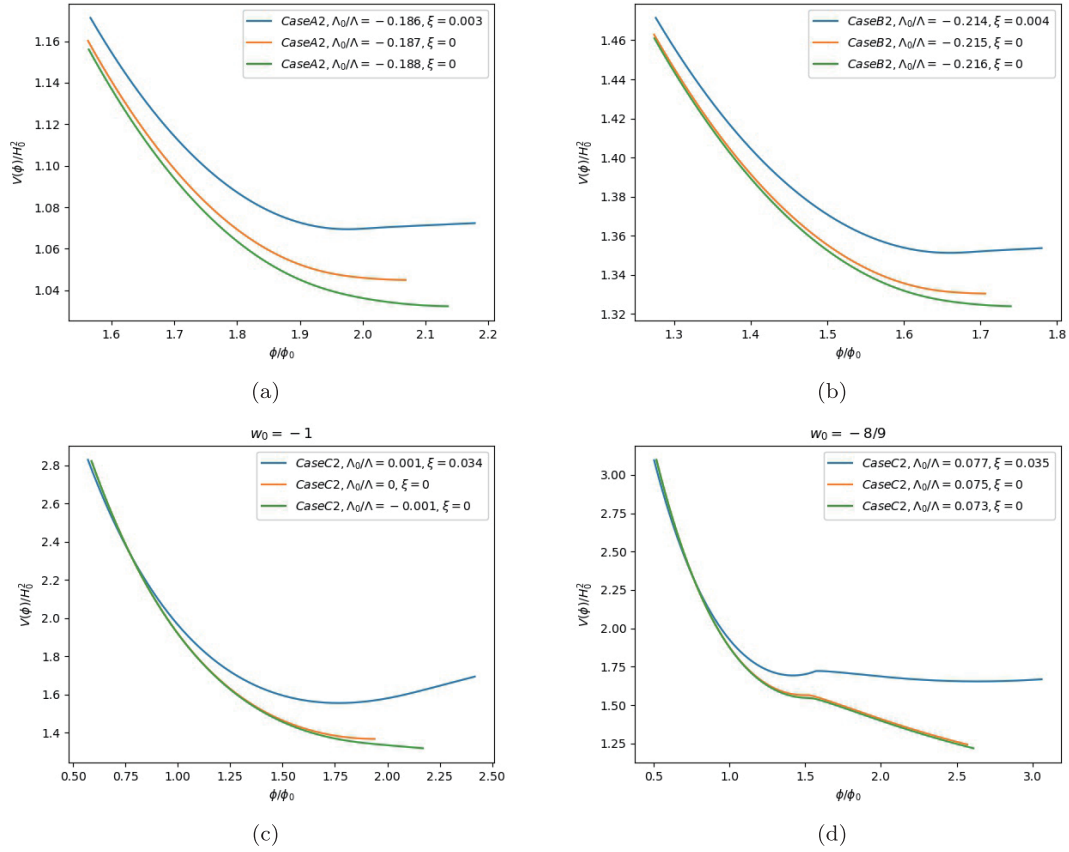 CaseA2, Λ₀/Λ = −0.186, ξ = 0.003
CaseA2, Λ₀/Λ = −0.187, ξ = 0
CaseA2, Λ₀/Λ = −0.188, ξ = 0
V(ϕ)/H₀²
1.16
1.14
1.12
1.10
1.08
1.06
1.04
1.6 1.7 1.8 1.9 2.0 2.1 2.2
ϕ/ϕ₀
(a)
CaseB2, Λ₀/Λ = −0.214, ξ = 0.004
CaseB2, Λ₀/Λ = −0.215, ξ = 0
CaseB2, Λ₀/Λ = −0.216, ξ = 0
V(ϕ)/H₀²
1.46
1.44
1.42
1.40
1.38
1.36
1.34
1.32
1.3 1.4 1.5 1.6 1.7 1.8
ϕ/ϕ₀
(b)
w₀ = −1
CaseC2, Λ₀/Λ = 0.001, ξ = 0.034
CaseC2, Λ₀/Λ = 0, ξ = 0
CaseC2, Λ₀/Λ = −0.001, ξ = 0
V(ϕ)/H₀²
2.8
2.6
2.4
2.2
2.0
1.8
1.6
1.4
0.50 0.75 1.00 1.25 1.50 1.75 2.00 2.25 2.50
ϕ/ϕ₀
(c)
w₀ = −8/9
CaseC2, Λ₀/Λ = 0.077, ξ = 0.035
CaseC2, Λ₀/Λ = 0.075, ξ = 0
CaseC2, Λ₀/Λ = 0.073, ξ = 0
V(ϕ)/H₀²
3.00
2.75
2.50
2.25
2.00
1.75
1.50
1.25
0.5 1.0 1.5 2.0 2.5 3.0
ϕ/ϕ₀
(d)